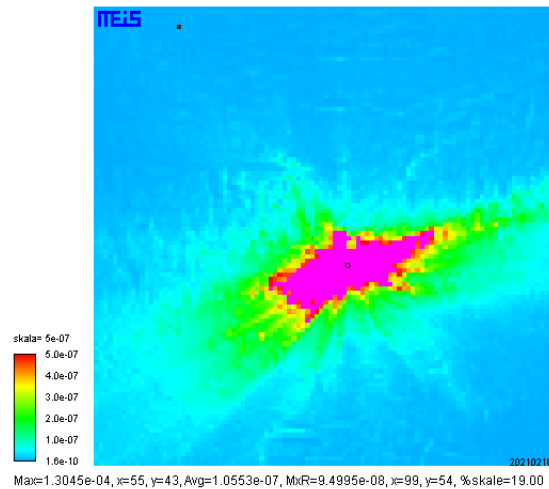 MEIS
skala= 5e-07
5.0e-07
4.0e-07
3.0e-07
2.0e-07
1.0e-07
1.6e-10
20210218
Max=1.3045e-04, x=55, y=43, Avg=1.0553e-07, MxR=9.4995e-08, x=99, y=54, %skale=19.00